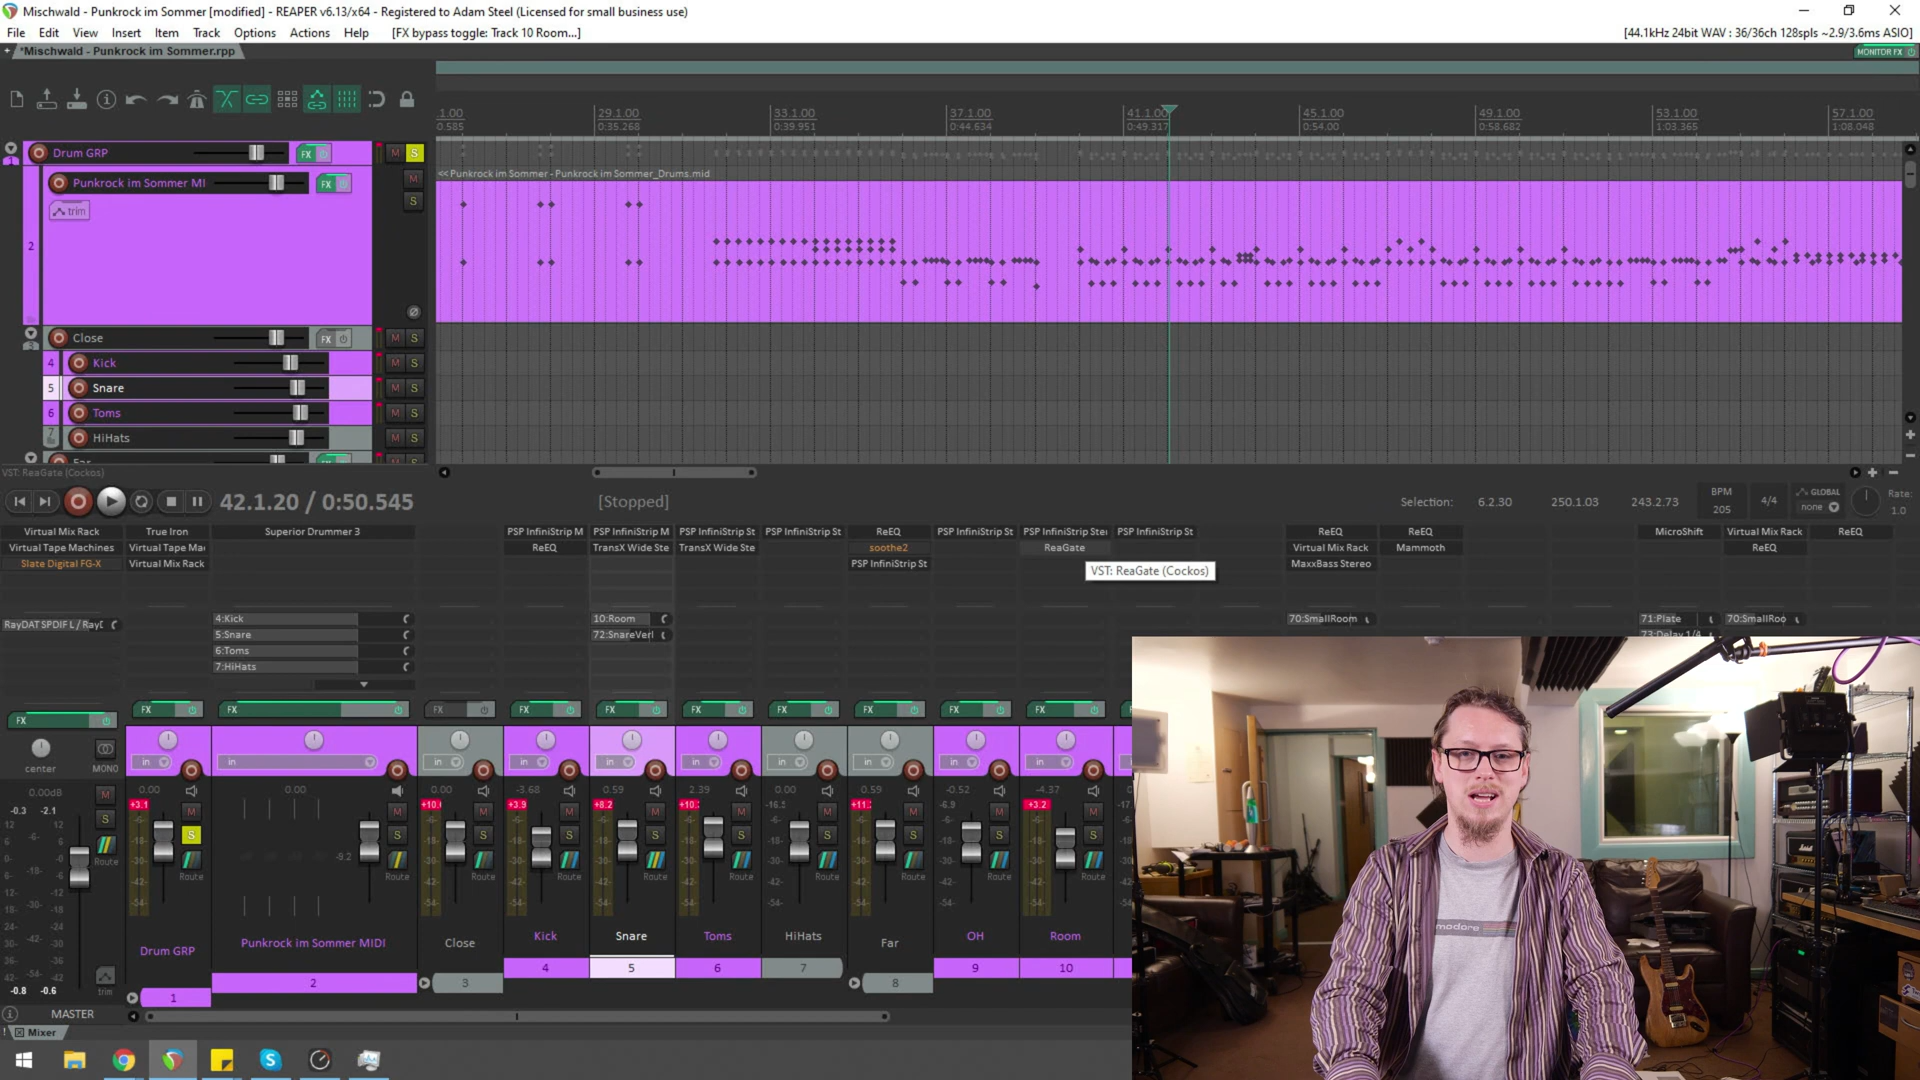 Mischwald - Punkrock im Sommer [modified] - REAPER v6.13/x64 - Registered to Adam Steel (Licensed for small business use)
File Edit View Insert Item Track Options Actions Help [FX bypass toggle: Track 10 Room...]
[44.1kHz 24bit WAV : 36/36ch 128spls ~2.9/3.6ms ASIO]
*Mischwald - Punkrock im Sommer.rpp
MONITOR FX
.1.00 29.1.00 33.1.00 37.1.00 41.1.00 45.1.00 49.1.00 53.1.00 57.1.00
0.585 0:35.268 0:39.951 0:44.634 0:49.317 0:54.00 0:58.682 1:03.365 1:08.048
1 Drum GRP FX M S
<< Punkrock im Sommer - Punkrock im Sommer_Drums.mid
2 Punkrock im Sommer MI FX M S
trim
3 Close FX M S
4 Kick M S
5 Snare M S
6 Toms M S
7 HiHats M S
VST: ReaGate (Cockos)
42.1.20 / 0:50.545
[Stopped]
Selection: 6.2.30 250.1.03 243.2.73
BPM
205
4/4
GLOBAL
none
Rate:
1.0
Virtual Mix Rack True Iron Superior Drummer 3 PSP InfiniStrip M PSP InfiniStrip M PSP InfiniStrip St PSP InfiniStrip St ReEQ PSP InfiniStrip St PSP InfiniStrip Ste PSP InfiniStrip St ReEQ ReEQ MicroShift Virtual Mix Rack ReEQ
Virtual Tape Machines Virtual Tape Ma ReEQ TransX Wide Ste TransX Wide Ste soothe2 ReaGate Virtual Mix Rack Mammoth ReEQ
Slate Digital FG-X Virtual Mix Rack PSP InfiniStrip St MaxxBass Stereo
VST: ReaGate (Cockos)
RayDAT SPDIF L / Ray
4:Kick 10:Room 70:SmallRoom 71:Plate 70:SmallRoo
5:Snare 72:SnareVer 73:Delay 1/4
6:Toms
7:HiHats
FX FX FX FX FX FX FX FX FX FX FX
in in in in in in in in in in
center MONO
0.00dB 0.00 0.00 0.00 -3.68 0.59 2.39 0.00 0.59 -0.52 -4.37
-0.3 -2.1 +3.1 +10. +3.9 +8.2 +10. -16. +11. -6.9 +3.2 -17.
M M M M M M M M M M
S S S S S S S S S S S
-9.2
Route Route Route Route Route Route Route Route Route Route Route
-0.8 -0.6 trim
Drum GRP Punkrock im Sommer MIDI Close Kick Snare Toms HiHats Far OH Room
1 2 3 4 5 6 7 8 9 10
MASTER
Mixer